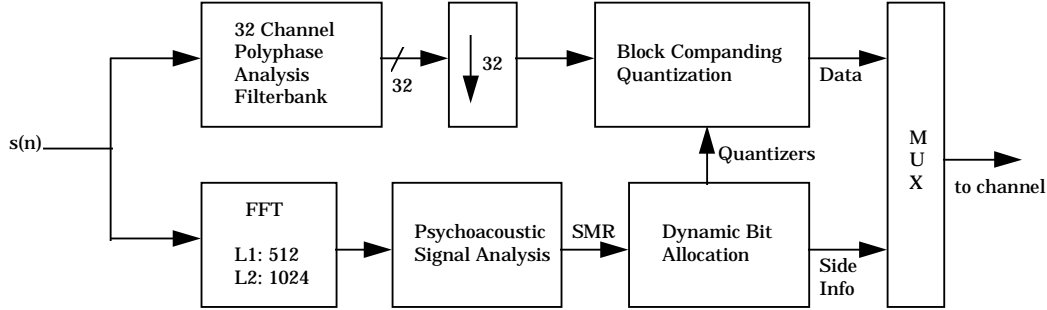 32 Channel
Polyphase
Analysis
Filterbank
32
32
Block Companding
Quantization
Data
s(n)
Quantizers
M
U
X
to channel
FFT
L1: 512
L2: 1024
Psychoacoustic
Signal Analysis
SMR
Dynamic Bit
Allocation
Side
Info